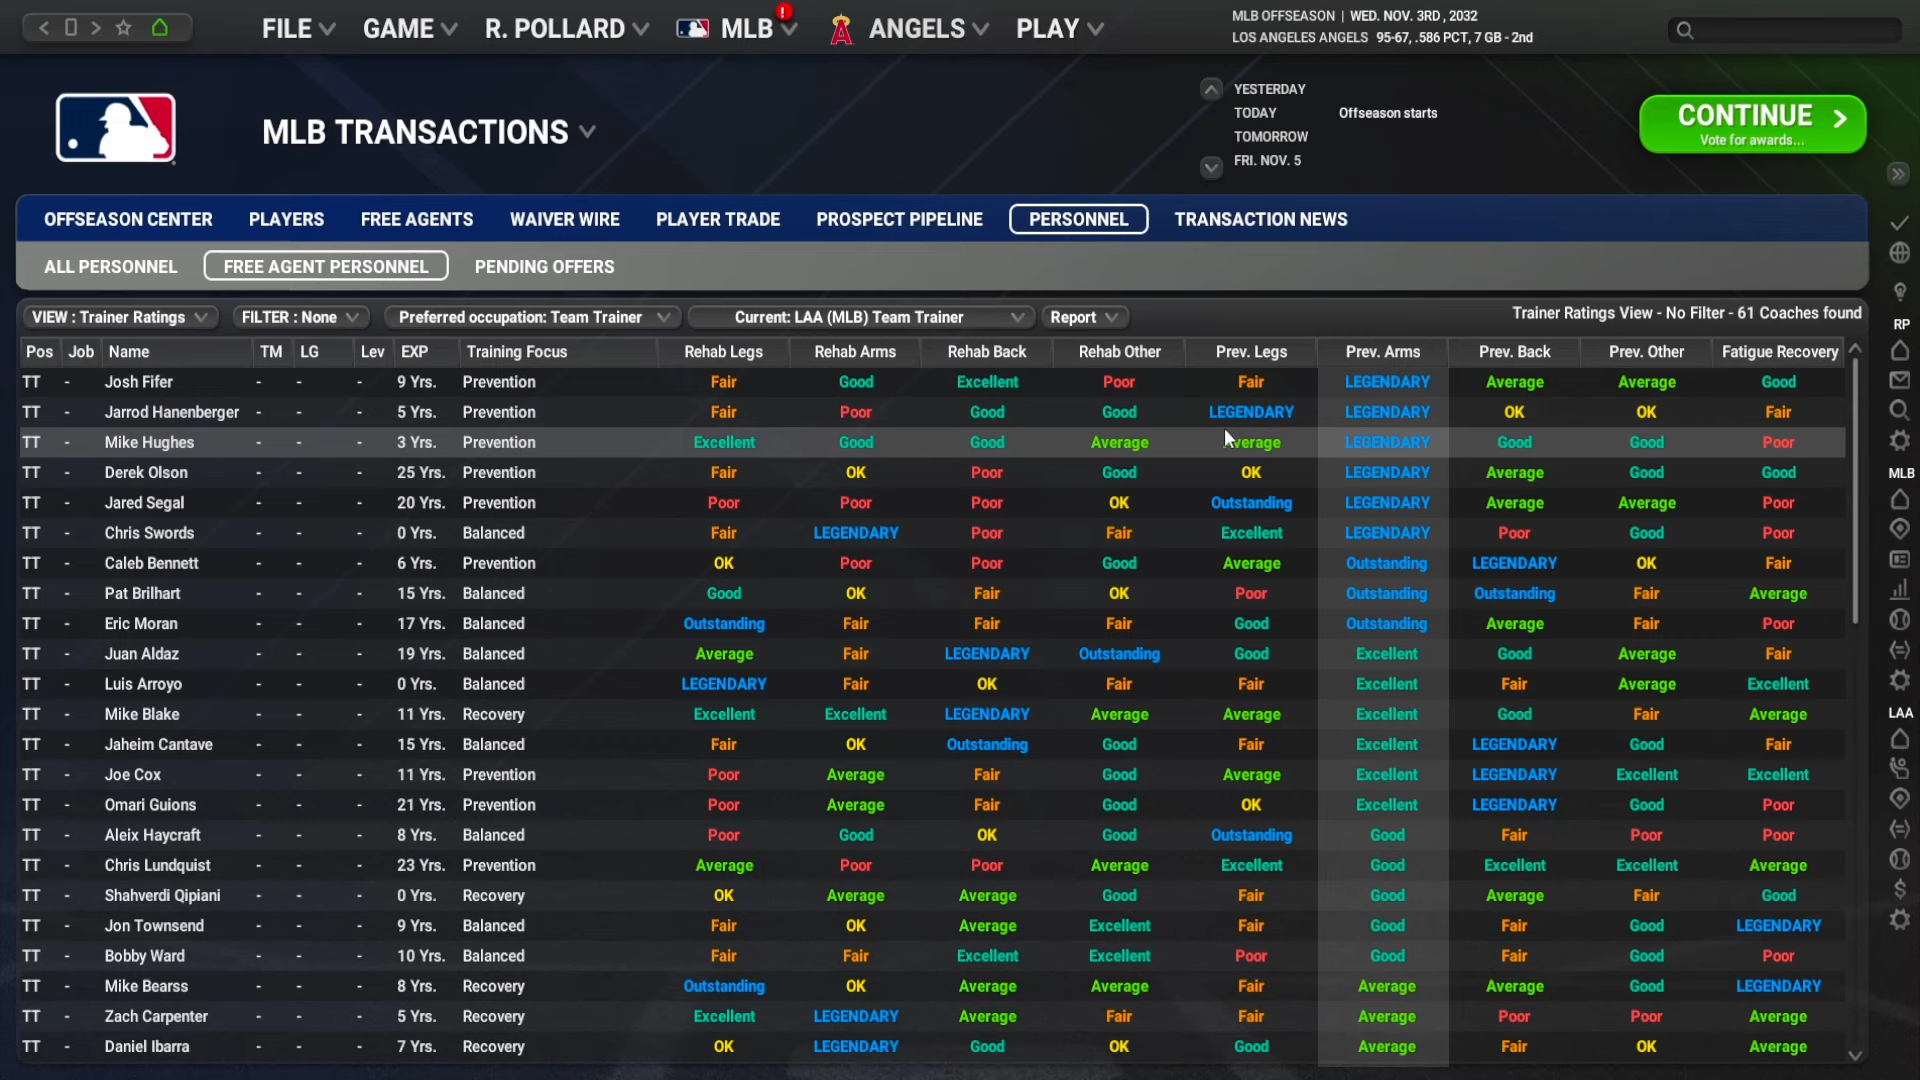 FILE GAME R. POLLARD MLB ! ANGELS PLAY
MLB OFFSEASON | WED. NOV. 3RD , 2032
LOS ANGELES ANGELS 95-67, .586 PCT, 7 GB - 2nd
MLB TRANSACTIONS
YESTERDAY
TODAY Offseason starts
TOMORROW
FRI. NOV. 5
CONTINUE
Vote for awards...
OFFSEASON CENTER PLAYERS FREE AGENTS WAIVER WIRE PLAYER TRADE PROSPECT PIPELINE PERSONNEL TRANSACTION NEWS
ALL PERSONNEL FREE AGENT PERSONNEL PENDING OFFERS
VIEW : Trainer Ratings FILTER : None Preferred occupation: Team Trainer Current: LAA (MLB) Team Trainer Report Trainer Ratings View - No Filter - 61 Coaches found
Pos Job Name TM LG Lev EXP Training Focus Rehab Legs Rehab Arms Rehab Back Rehab Other Prev. Legs Prev. Arms Prev. Back Prev. Other Fatigue Recovery
TT - Josh Fifer - - - 9 Yrs. Prevention Fair Good Excellent Poor Fair LEGENDARY Average Average Good
TT - Jarrod Hanenberger - - - 5 Yrs. Prevention Fair Poor Good Good LEGENDARY LEGENDARY OK OK Fair
TT - Mike Hughes - - - 3 Yrs. Prevention Excellent Good Good Average Average LEGENDARY Good Good Poor
TT - Derek Olson - - - 25 Yrs. Prevention Fair OK Poor Good OK LEGENDARY Average Good Good
TT - Jared Segal - - - 20 Yrs. Prevention Poor Poor Poor OK Outstanding LEGENDARY Average Average Poor
TT - Chris Swords - - - 0 Yrs. Balanced Fair LEGENDARY Poor Fair Excellent LEGENDARY Poor Good Poor
TT - Caleb Bennett - - - 6 Yrs. Prevention OK Poor Poor Good Average Outstanding LEGENDARY OK Fair
TT - Pat Brilhart - - - 15 Yrs. Balanced Good OK Fair OK Poor Outstanding Outstanding Fair Average
TT - Eric Moran - - - 17 Yrs. Balanced Outstanding Fair Fair Fair Good Outstanding Average Fair Poor
TT - Juan Aldaz - - - 19 Yrs. Balanced Average Fair LEGENDARY Outstanding Good Excellent Good Average Fair
TT - Luis Arroyo - - - 0 Yrs. Balanced LEGENDARY Fair OK Fair Fair Excellent Fair Average Excellent
TT - Mike Blake - - - 11 Yrs. Recovery Excellent Excellent LEGENDARY Average Average Excellent Good Fair Average
TT - Jaheim Cantave - - - 15 Yrs. Balanced Fair OK Outstanding Good Fair Excellent LEGENDARY Good Fair
TT - Joe Cox - - - 11 Yrs. Prevention Poor Average Fair Good Average Excellent LEGENDARY Excellent Excellent
TT - Omari Guions - - - 21 Yrs. Prevention Poor Average Fair Good OK Excellent LEGENDARY Good Poor
TT - Aleix Haycraft - - - 8 Yrs. Balanced Poor Good OK Good Outstanding Good Fair Poor Poor
TT - Chris Lundquist - - - 23 Yrs. Prevention Average Poor Poor Average Excellent Good Excellent Excellent Average
TT - Shahverdi Qipiani - - - 0 Yrs. Recovery OK Average Average Good Fair Good Average Fair Good
TT - Jon Townsend - - - 9 Yrs. Balanced Fair OK Average Excellent Fair Good Fair Good LEGENDARY
TT - Bobby Ward - - - 10 Yrs. Balanced Fair Fair Excellent Excellent Poor Good Fair Good Poor
TT - Mike Bearss - - - 8 Yrs. Recovery Outstanding OK Average Average Fair Average Average Good LEGENDARY
TT - Zach Carpenter - - - 5 Yrs. Recovery Excellent LEGENDARY Average Fair Fair Average Poor Poor Average
TT - Daniel Ibarra - - - 7 Yrs. Recovery OK LEGENDARY Good OK Good Average Fair OK Average
RP
MLB
LAA